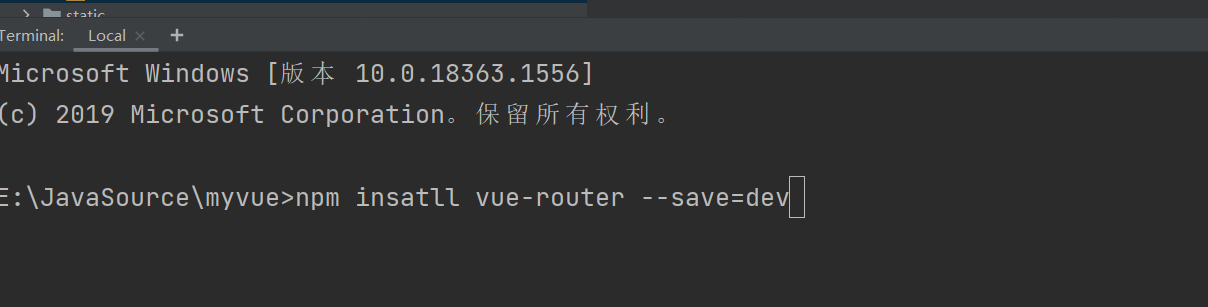 static
Terminal: Local × +
Microsoft Windows [版本 10.0.18363.1556]
(c) 2019 Microsoft Corporation。保留所有权利。
E:\JavaSource\myvue>npm insatll vue-router --save=dev